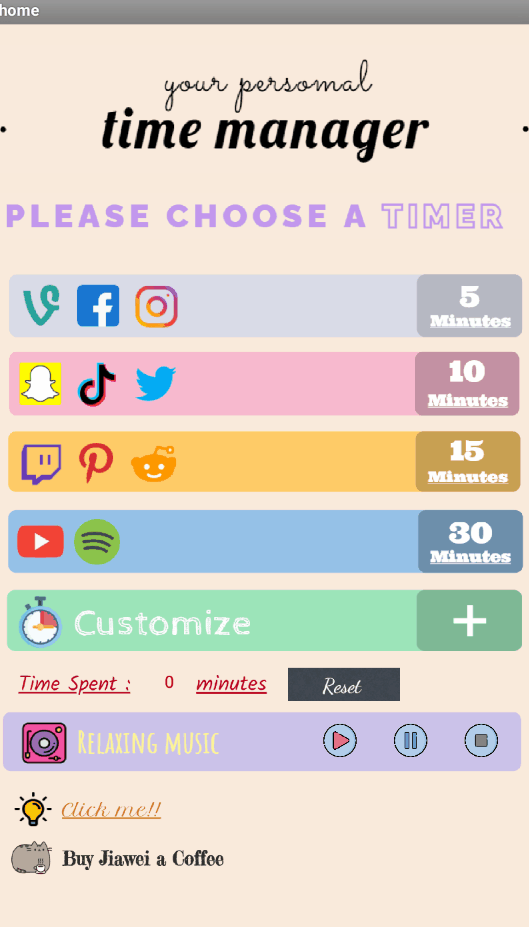 home
your persomal
time manager
PLEASE CHOOSE A TIMER
5
Minutes
10
Minutes
15
Minutes
30
Minutes
Customize +
Time Spent : 0 minutes Reset
Relaxing music
Click me!!
Buy Jiawei a Coffee